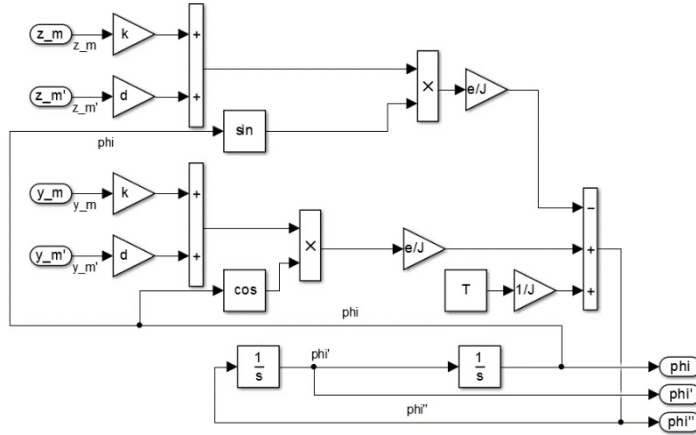 z_m
z_m
k
+
z_m'
z_m'
d
+
×
e/J
sin
phi
y_m
y_m
k
+
y_m'
y_m'
d
+
×
e/J
−
+
+
cos
T
1/J
phi
1
s
phi'
1
s
phi
phi'
phi''
phi''